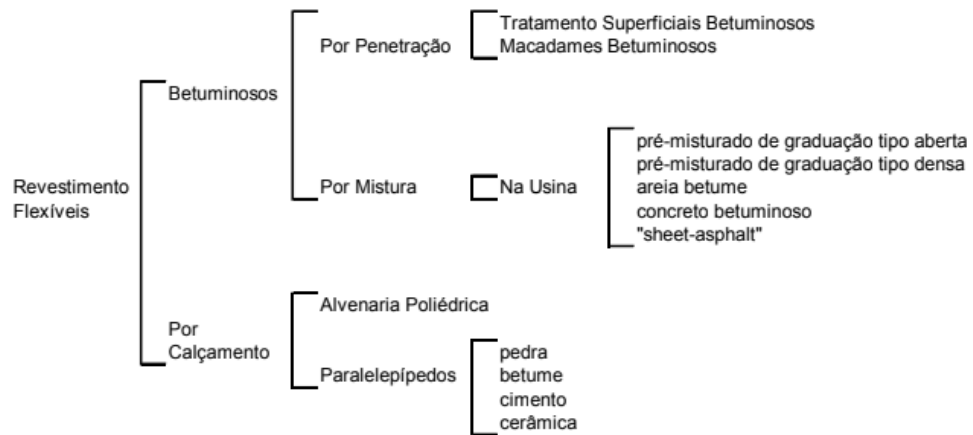 Revestimento
Flexíveis
Betuminosos
Por Penetração
Tratamento Superficiais Betuminosos
Macadames Betuminosos
Por Mistura
Na Usina
pré-misturado de graduação tipo aberta
pré-misturado de graduação tipo densa
areia betume
concreto betuminoso
"sheet-asphalt"
Por
Calçamento
Alvenaria Poliédrica
Paralelepípedos
pedra
betume
cimento
cerâmica